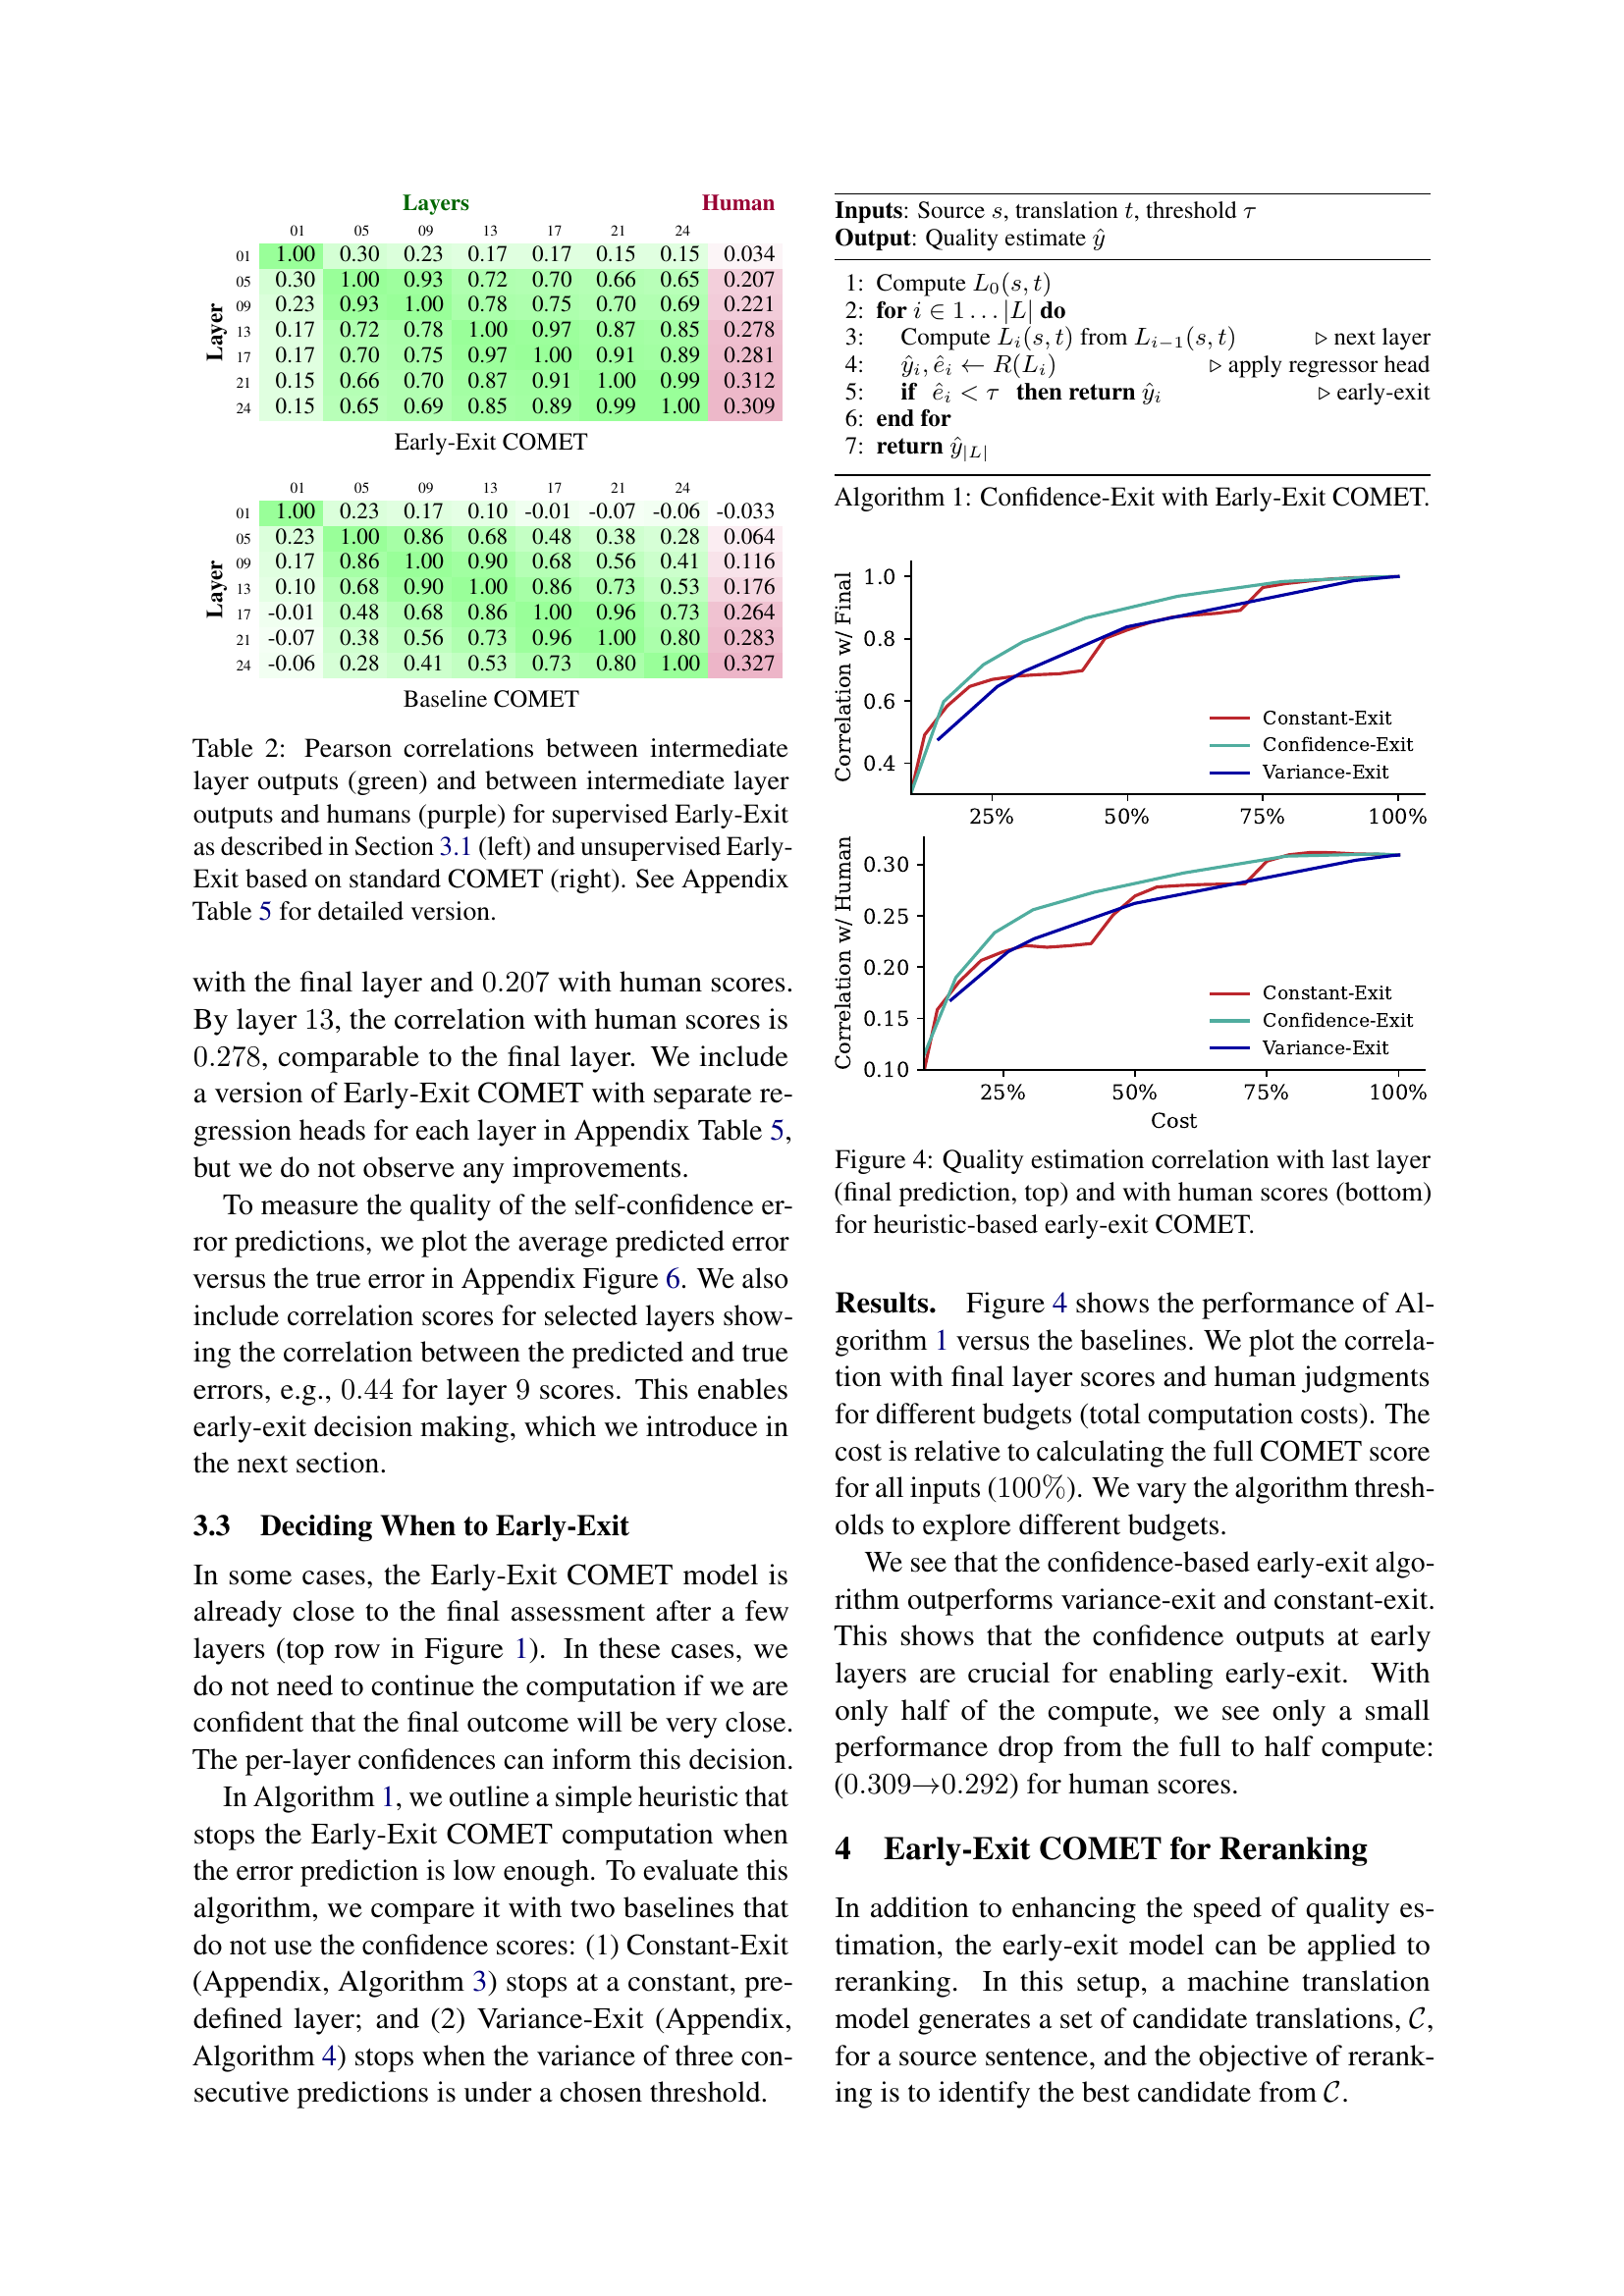 Layers Human
01 05 09 13 17 21 24
Layer
01 1.00 0.30 0.23 0.17 0.17 0.15 0.15 0.034
05 0.30 1.00 0.93 0.72 0.70 0.66 0.65 0.207
09 0.23 0.93 1.00 0.78 0.75 0.70 0.69 0.221
13 0.17 0.72 0.78 1.00 0.97 0.87 0.85 0.278
17 0.17 0.70 0.75 0.97 1.00 0.91 0.89 0.281
21 0.15 0.66 0.70 0.87 0.91 1.00 0.99 0.312
24 0.15 0.65 0.69 0.85 0.89 0.99 1.00 0.309
Early-Exit COMET
01 05 09 13 17 21 24
Layer
01 1.00 0.23 0.17 0.10 -0.01 -0.07 -0.06 -0.033
05 0.23 1.00 0.86 0.68 0.48 0.38 0.28 0.064
09 0.17 0.86 1.00 0.90 0.68 0.56 0.41 0.116
13 0.10 0.68 0.90 1.00 0.86 0.73 0.53 0.176
17 -0.01 0.48 0.68 0.86 1.00 0.96 0.73 0.264
21 -0.07 0.38 0.56 0.73 0.96 1.00 0.80 0.283
24 -0.06 0.28 0.41 0.53 0.73 0.80 1.00 0.327
Baseline COMET
Table 2: Pearson correlations between intermediate
layer outputs (green) and between intermediate layer
outputs and humans (purple) for supervised Early-Exit
as described in Section 3.1 (left) and unsupervised Early-
Exit based on standard COMET (right). See Appendix
Table 5 for detailed version.
with the final layer and 0.207 with human scores.
By layer 13, the correlation with human scores is
0.278, comparable to the final layer. We include
a version of Early-Exit COMET with separate re-
gression heads for each layer in Appendix Table 5,
but we do not observe any improvements.
To measure the quality of the self-confidence er-
ror predictions, we plot the average predicted error
versus the true error in Appendix Figure 6. We also
include correlation scores for selected layers show-
ing the correlation between the predicted and true
errors, e.g., 0.44 for layer 9 scores. This enables
early-exit decision making, which we introduce in
the next section.
3.3 Deciding When to Early-Exit
In some cases, the Early-Exit COMET model is
already close to the final assessment after a few
layers (top row in Figure 1). In these cases, we
do not need to continue the computation if we are
confident that the final outcome will be very close.
The per-layer confidences can inform this decision.
In Algorithm 1, we outline a simple heuristic that
stops the Early-Exit COMET computation when
the error prediction is low enough. To evaluate this
algorithm, we compare it with two baselines that
do not use the confidence scores: (1) Constant-Exit
(Appendix, Algorithm 3) stops at a constant, pre-
defined layer; and (2) Variance-Exit (Appendix,
Algorithm 4) stops when the variance of three con-
secutive predictions is under a chosen threshold.
Inputs: Source s, translation t, threshold τ
Output: Quality estimate ŷ
1: Compute L₀(s, t)
2: for i ∈ 1 . . . |L| do
3: Compute Lᵢ(s, t) from Lᵢ₋₁(s, t) ▷ next layer
4: ŷᵢ, êᵢ ← R(Lᵢ) ▷ apply regressor head
5: if êᵢ < τ then return ŷᵢ ▷ early-exit
6: end for
7: return ŷ|L|
Algorithm 1: Confidence-Exit with Early-Exit COMET.
Correlation w/ Final
1.0
0.8
0.6
0.4
Constant-Exit
Confidence-Exit
Variance-Exit
25% 50% 75% 100%
Correlation w/ Human
0.30
0.25
0.20
0.15
0.10
Constant-Exit
Confidence-Exit
Variance-Exit
25% 50% 75% 100%
Cost
Figure 4: Quality estimation correlation with last layer
(final prediction, top) and with human scores (bottom)
for heuristic-based early-exit COMET.
Results. Figure 4 shows the performance of Al-
gorithm 1 versus the baselines. We plot the correla-
tion with final layer scores and human judgments
for different budgets (total computation costs). The
cost is relative to calculating the full COMET score
for all inputs (100%). We vary the algorithm thresh-
olds to explore different budgets.
We see that the confidence-based early-exit algo-
rithm outperforms variance-exit and constant-exit.
This shows that the confidence outputs at early
layers are crucial for enabling early-exit. With
only half of the compute, we see only a small
performance drop from the full to half compute:
(0.309→0.292) for human scores.
4 Early-Exit COMET for Reranking
In addition to enhancing the speed of quality es-
timation, the early-exit model can be applied to
reranking. In this setup, a machine translation
model generates a set of candidate translations, 𝒞,
for a source sentence, and the objective of rerank-
ing is to identify the best candidate from 𝒞.